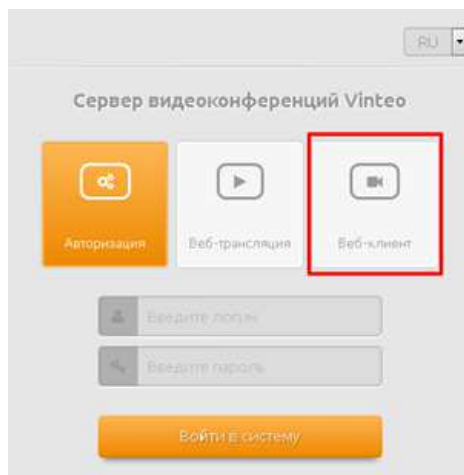 RU
Сервер видеоконференций Vinteo
Авторизация Веб-трансляция Веб-клиент
Введите логин
Введите пароль
Войти в систему